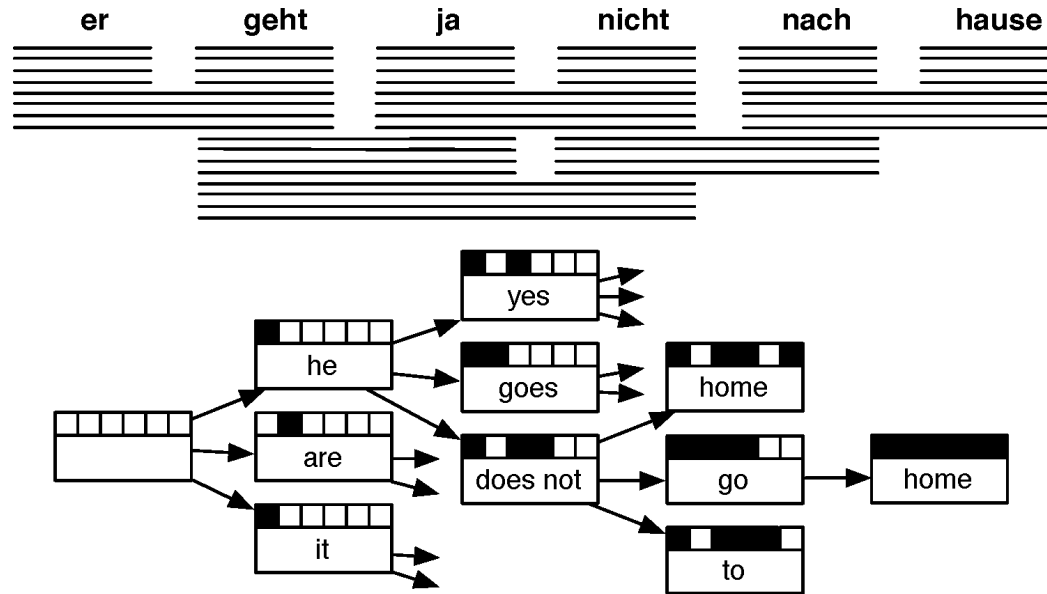 er geht ja nicht nach hause
yes
he
goes
home
are
does not
go
home
it
to